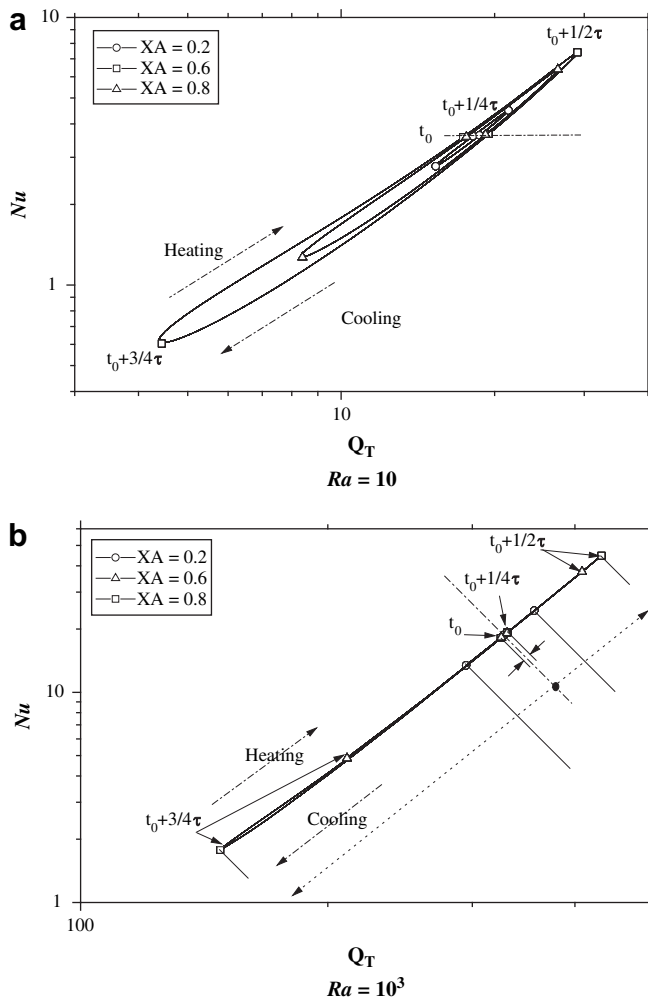 a
10
XA = 0.2
XA = 0.6
XA = 0.8
t₀+1/2τ
t₀+1/4τ
t₀
Nu
Heating
1
Cooling
t₀+3/4τ
10
Q_T
Ra = 10
b
XA = 0.2
XA = 0.6
XA = 0.8
t₀+1/2τ
t₀+1/4τ
t₀
10
Nu
Heating
Cooling
t₀+3/4τ
1
100
Q_T
Ra = 10³